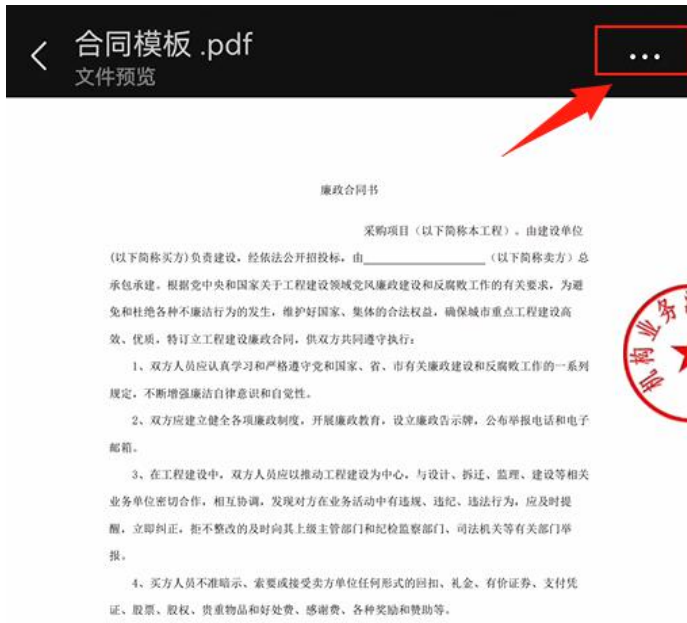 合同模板 .pdf
文件预览
廉政合同书
采购项目（以下简称本工程）。由建设单位
(以下简称买方)负责建设，经依法公开招投标，由________________（以下简称卖方）总
承包承建。根据党中央和国家关于工程建设领域党风廉政建设和反腐败工作的有关要求，为避
免和杜绝各种不廉洁行为的发生，维护好国家、集体的合法权益，确保城市重点工程建设高
效、优质，特订立工程建设廉政合同，供双方共同遵守执行：
1、双方人员应认真学习和严格遵守党和国家、省、市有关廉政建设和反腐败工作的一系列
规定，不断增强廉洁自律意识和自觉性。
2、双方应建立健全各项廉政制度，开展廉政教育，设立廉政告示牌，公布举报电话和电子
邮箱。
3、在工程建设中，双方人员应以推动工程建设为中心，与设计、拆迁、监理、建设等相关
业务单位密切合作，相互协调，发现对方在业务活动中有违规、违纪、违法行为，应及时提
醒，立即纠正，拒不整改的及时向其上级主管部门和纪检监察部门、司法机关等有关部门举
报。
4、买方人员不准暗示、索要或接受卖方单位任何形式的回扣、礼金、有价证券、支付凭
证、股票、股权、贵重物品和好处费、感谢费、各种奖励和赞助等。
机构业务